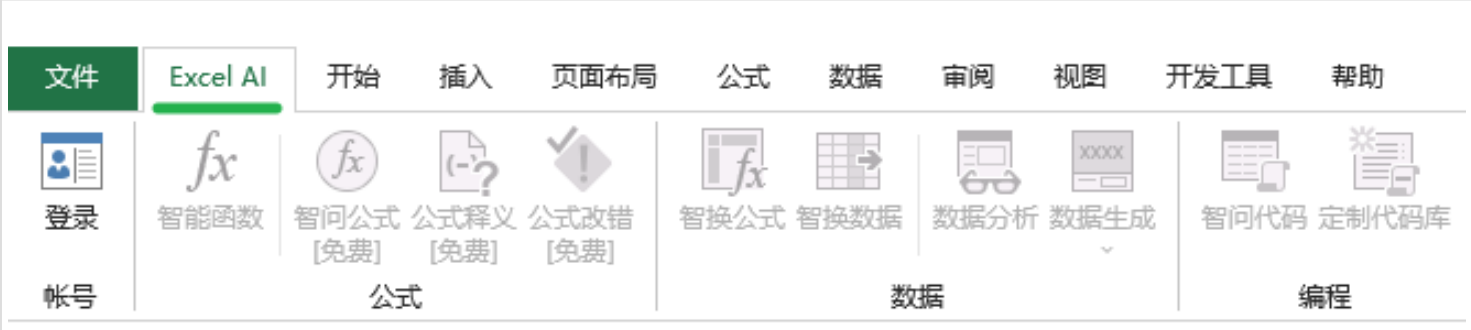 文件 Excel AI 开始 插入 页面布局 公式 数据 审阅 视图 开发工具 帮助
fx fx (-) ? ! fx XXXX
登录 智能函数 智问公式 公式释义 公式改错 智换公式 智换数据 数据分析 数据生成 智问代码 定制代码库
[免费] [免费] [免费]
帐号 公式 数据 编程